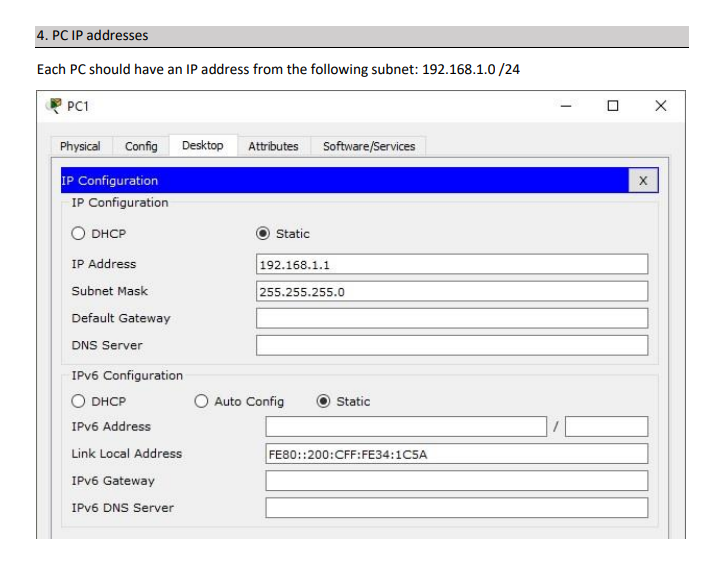 4. PC IP addresses
Each PC should have an IP address from the following subnet: 192.168.1.0 /24
PC1
Physical Config Desktop Attributes Software/Services
IP Configuration X
IP Configuration
DHCP Static
IP Address 192.168.1.1
Subnet Mask 255.255.255.0
Default Gateway
DNS Server
IPv6 Configuration
DHCP Auto Config Static
IPv6 Address /
Link Local Address FE80::200:CFF:FE34:1C5A
IPv6 Gateway
IPv6 DNS Server